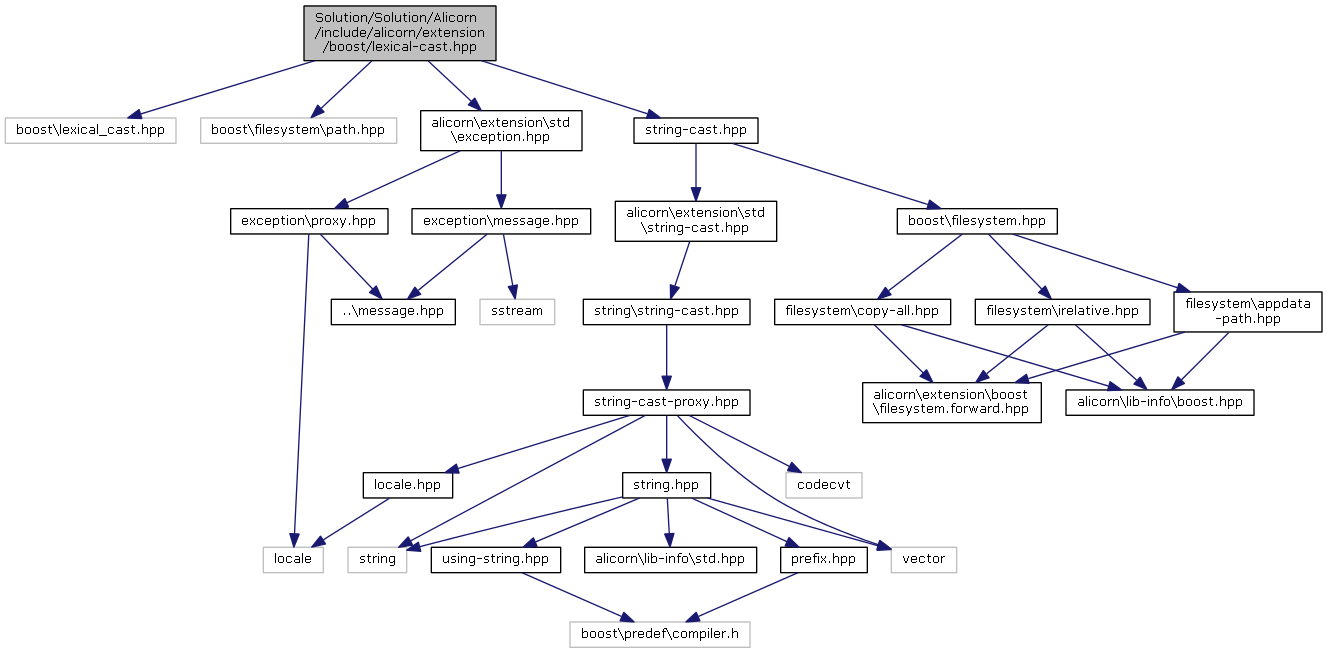 Solution/Solution/Alicorn
/include/alicorn/extension
/boost/lexical-cast.hpp
boost\lexical_cast.hpp
boost\filesystem\path.hpp
alicorn\extension\std
\exception.hpp
string-cast.hpp
exception\proxy.hpp
exception\message.hpp
alicorn\extension\std
\string-cast.hpp
boost\filesystem.hpp
..\message.hpp
sstream
string\string-cast.hpp
filesystem\copy-all.hpp
filesystem\irelative.hpp
filesystem\appdata
-path.hpp
string-cast-proxy.hpp
alicorn\extension\boost
\filesystem.forward.hpp
alicorn\lib-info\boost.hpp
locale.hpp
string.hpp
codecvt
locale
string
using-string.hpp
alicorn\lib-info\std.hpp
prefix.hpp
vector
boost\predef\compiler.h